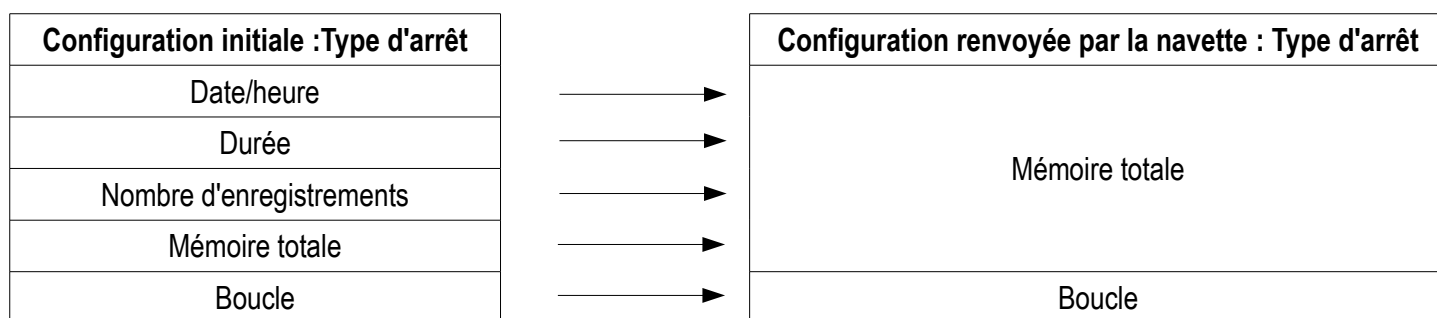 Configuration initiale :Type d'arrêt
Date/heure
Durée
Nombre d'enregistrements
Mémoire totale
Boucle
Configuration renvoyée par la navette : Type d'arrêt
Mémoire totale
Boucle